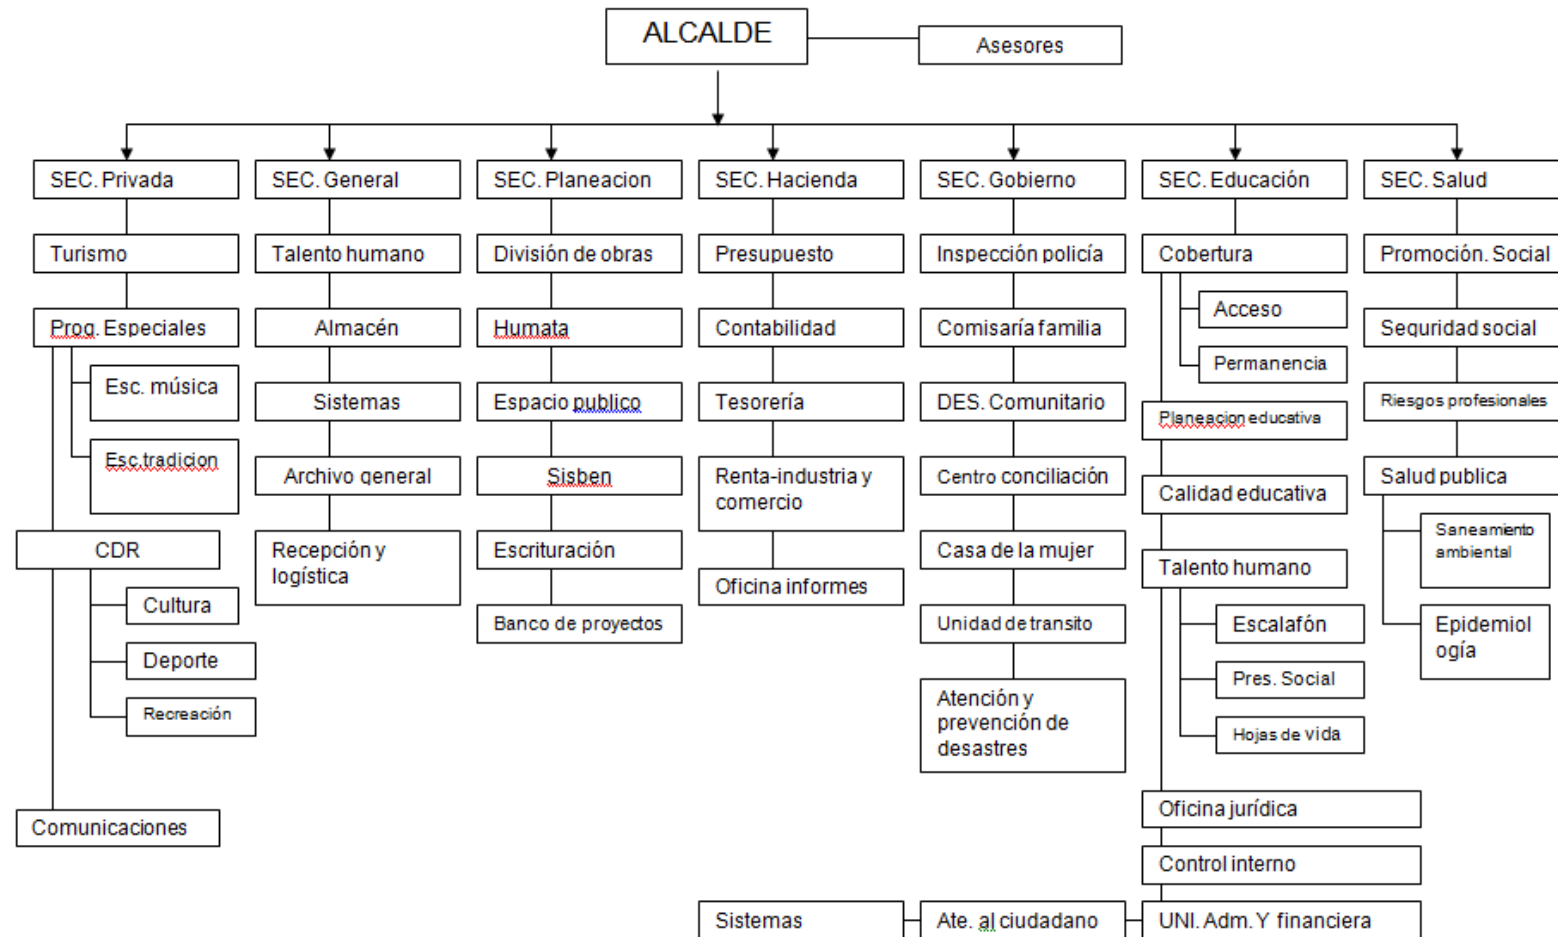 ALCALDE
Asesores
SEC. Privada
SEC. General
SEC. Planeacion
SEC. Hacienda
SEC. Gobierno
SEC. Educación
SEC. Salud
Turismo
Talento humano
División de obras
Presupuesto
Inspección policía
Cobertura
Promoción. Social
Prog. Especiales
Almacén
Humata
Contabilidad
Comisaría familia
Acceso
Seguridad social
Permanencia
Esc. música
Sistemas
Espacio publico
Tesorería
DES. Comunitario
Planeacion educativa
Riesgos profesionales
Esc.tradicion
Archivo general
Sisben
Renta-industria y
comercio
Centro conciliación
Calidad educativa
Salud publica
CDR
Recepción y
logística
Escrituración
Oficina informes
Casa de la mujer
Talento humano
Saneamiento
ambiental
Cultura
Banco de proyectos
Unidad de transito
Escalafón
Epidemiol
ogía
Deporte
Pres. Social
Recreación
Atención y
prevención de
desastres
Hojas de vida
Comunicaciones
Oficina jurídica
Control interno
Sistemas
Ate. al ciudadano
UNI. Adm. Y financiera